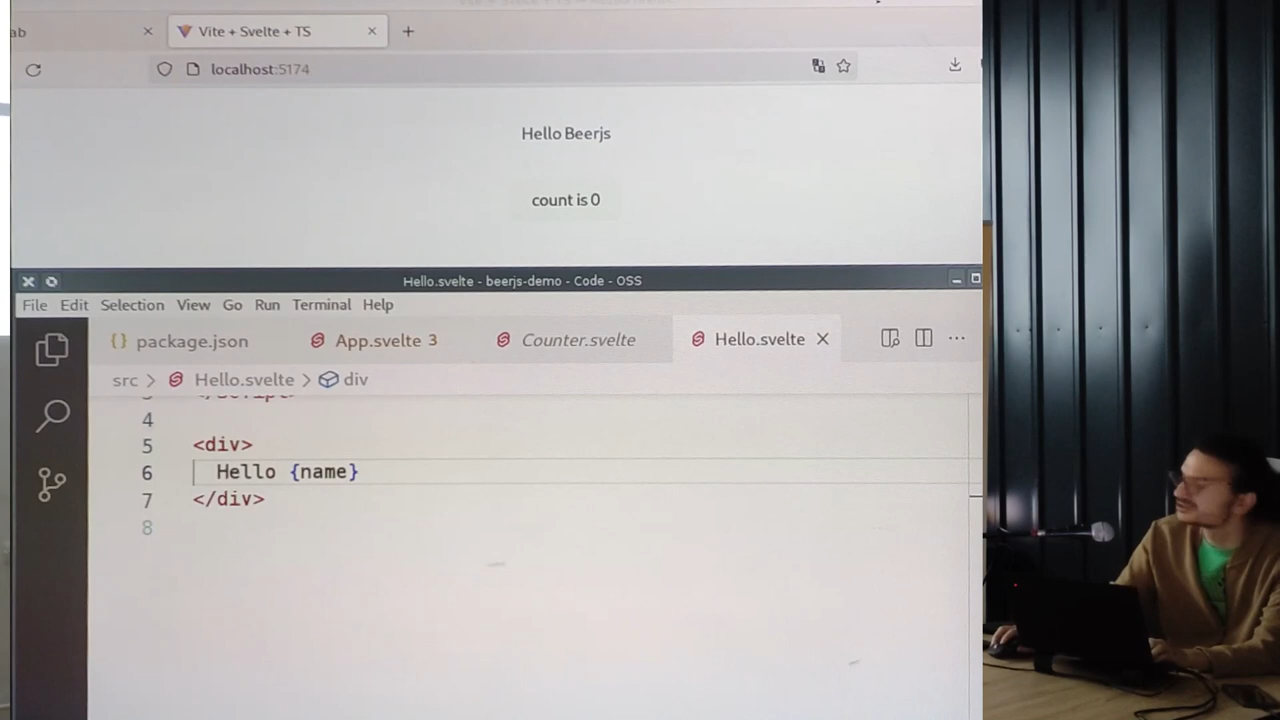 ab
Vite + Svelte + TS
localhost:5174
Hello Beerjs
count is 0
Hello.svelte - beerjs-demo - Code - OSS
File Edit Selection View Go Run Terminal Help
{} package.json App.svelte 3 Counter.svelte Hello.svelte
src > Hello.svelte > div
4
5 <div>
6 Hello {name}
7 </div>
8